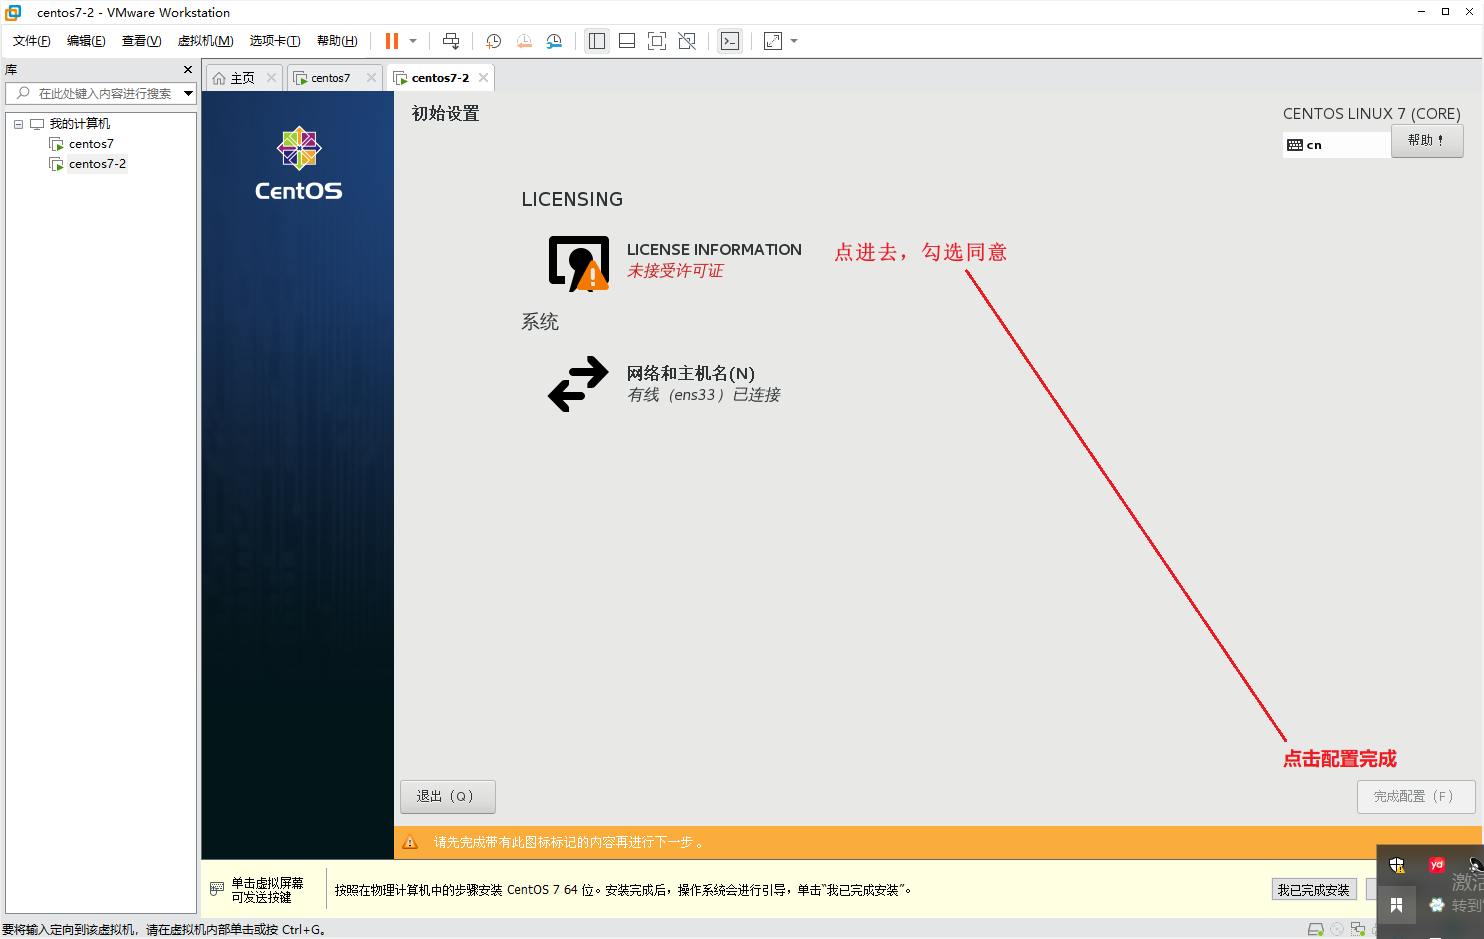 centos7-2 - VMware Workstation
文件(F) 编辑(E) 查看(V) 虚拟机(M) 选项卡(T) 帮助(H)
库
在此处键入内容进行搜索
我的计算机
centos7
centos7-2
主页 centos7 centos7-2
CentOS
初始设置
CENTOS LINUX 7 (CORE)
cn
帮助！
LICENSING
LICENSE INFORMATION
未接受许可证
点进去，勾选同意
系统
网络和主机名(N)
有线（ens33）已连接
点击配置完成
退出（Q）
完成配置（F）
请先完成带有此图标标记的内容再进行下一步。
单击虚拟屏幕
可发送按键
按照在物理计算机中的步骤安装 CentOS 7 64 位。安装完成后，操作系统会进行引导，单击“我已完成安装”。
我已完成安装
yd
激活
转到
要将输入定向到该虚拟机，请在虚拟机内部单击或按 Ctrl+G。